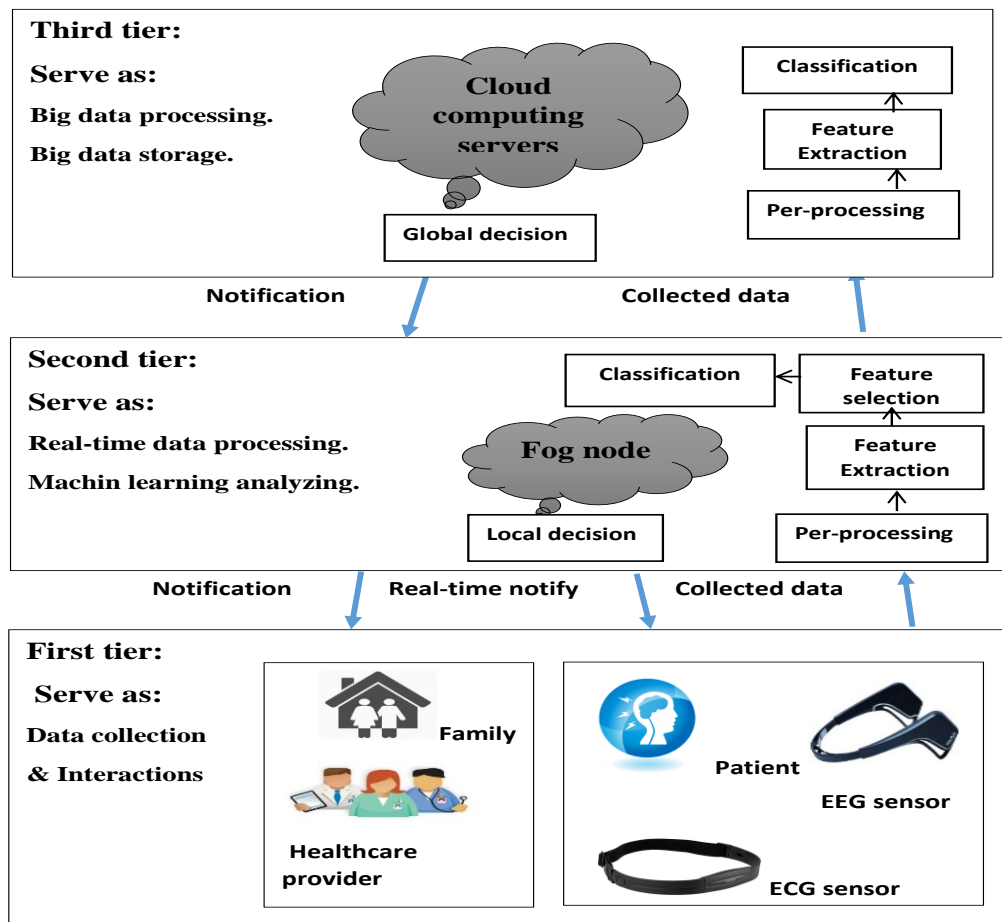 Third tier:
Serve as:
Big data processing.
Big data storage.
Cloud
computing
servers
Global decision
Classification
Feature
Extraction
Per-processing
Notification
Collected data
Second tier:
Serve as:
Real-time data processing.
Machin learning analyzing.
Fog node
Local decision
Classification
Feature
selection
Feature
Extraction
Per-processing
Notification
Real-time notify
Collected data
First tier:
Serve as:
Data collection
& Interactions
Family
Healthcare
provider
Patient
EEG sensor
ECG sensor